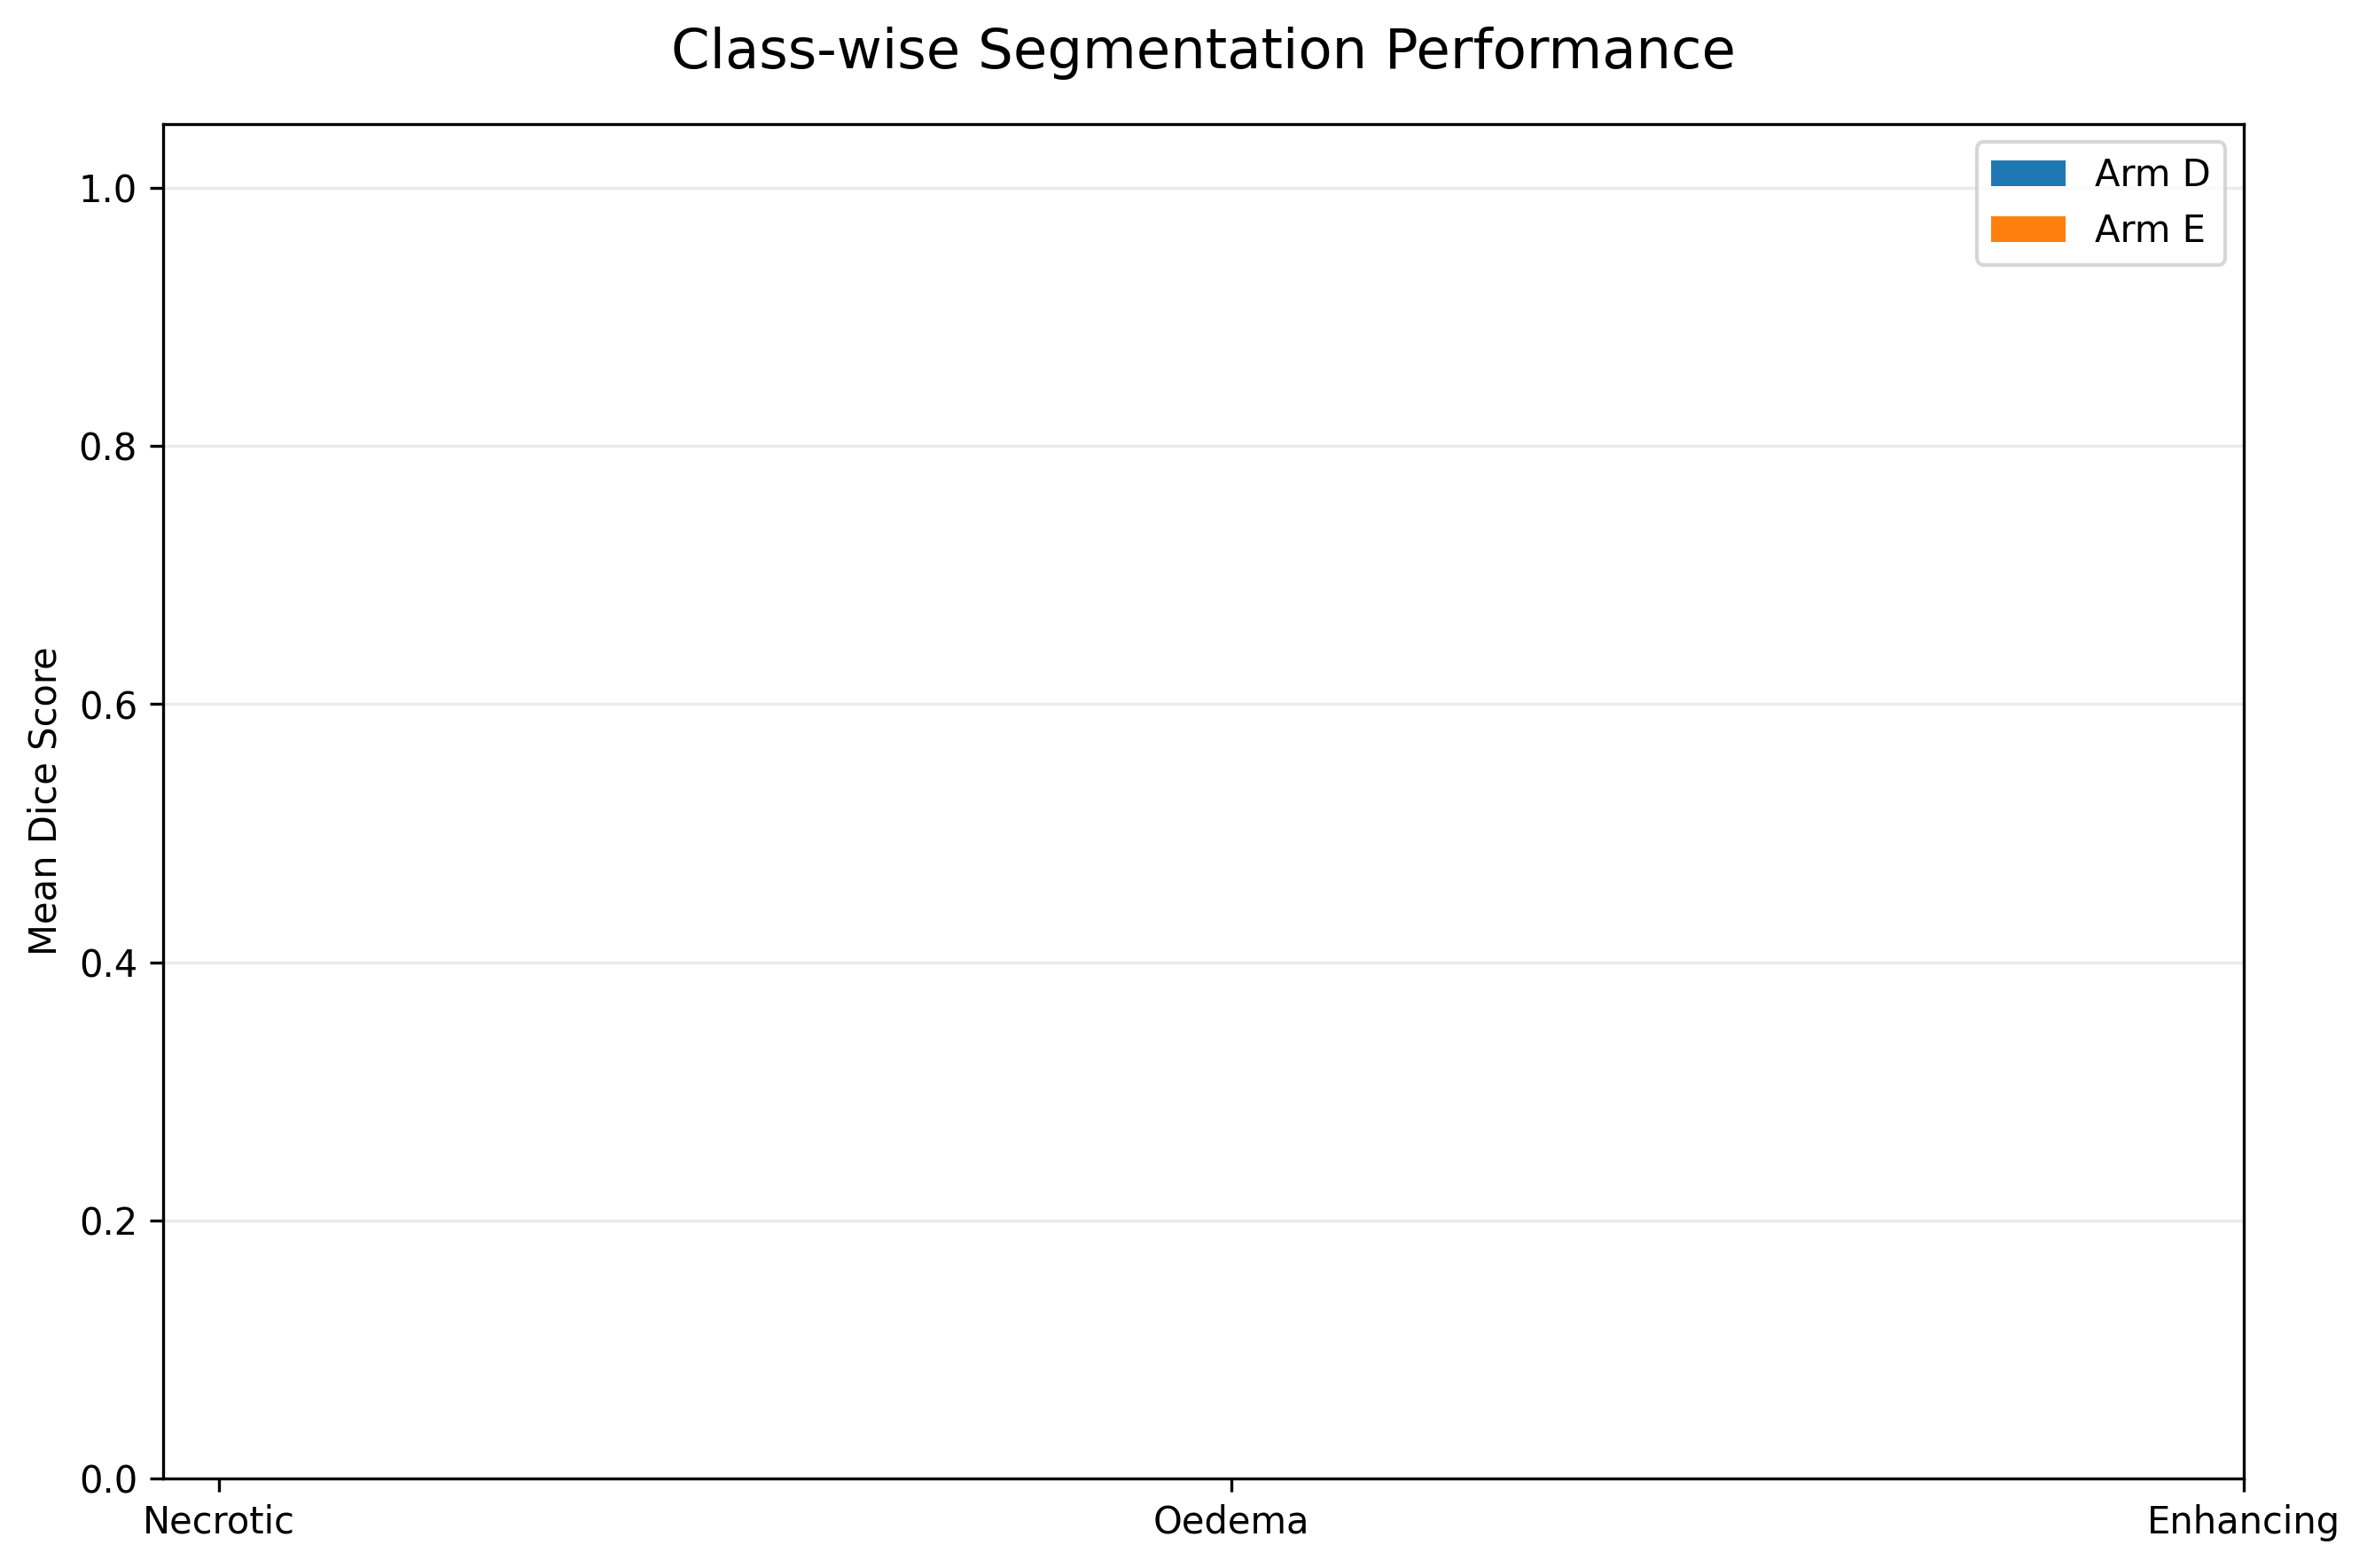 Class-wise Segmentation Performance
Arm D
Arm E
Mean Dice Score
1.0
0.8
0.6
0.4
0.2
0.0
Necrotic
Oedema
Enhancing